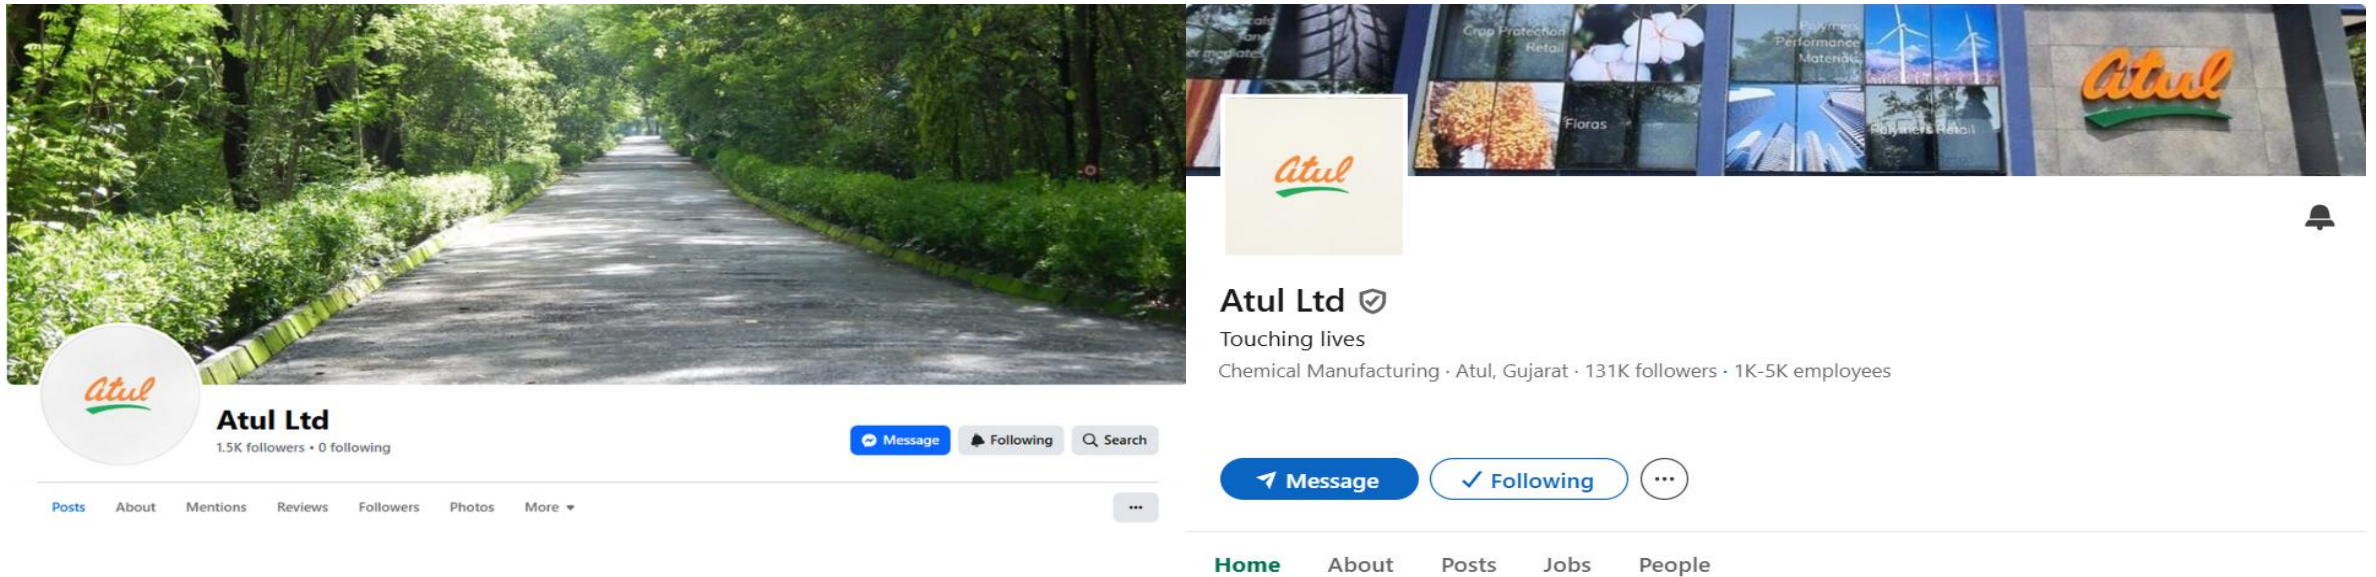 atul
Atul Ltd
1.5K followers • 0 following
Message
Following
Search
Posts About Mentions Reviews Followers Photos More
Crop Protection
Retail
Floras
Polymers
Performance
Materials
Polymers Retail
atul
atul
Atul Ltd
Touching lives
Chemical Manufacturing · Atul, Gujarat · 131K followers · 1K-5K employees
Message
Following
Home About Posts Jobs People